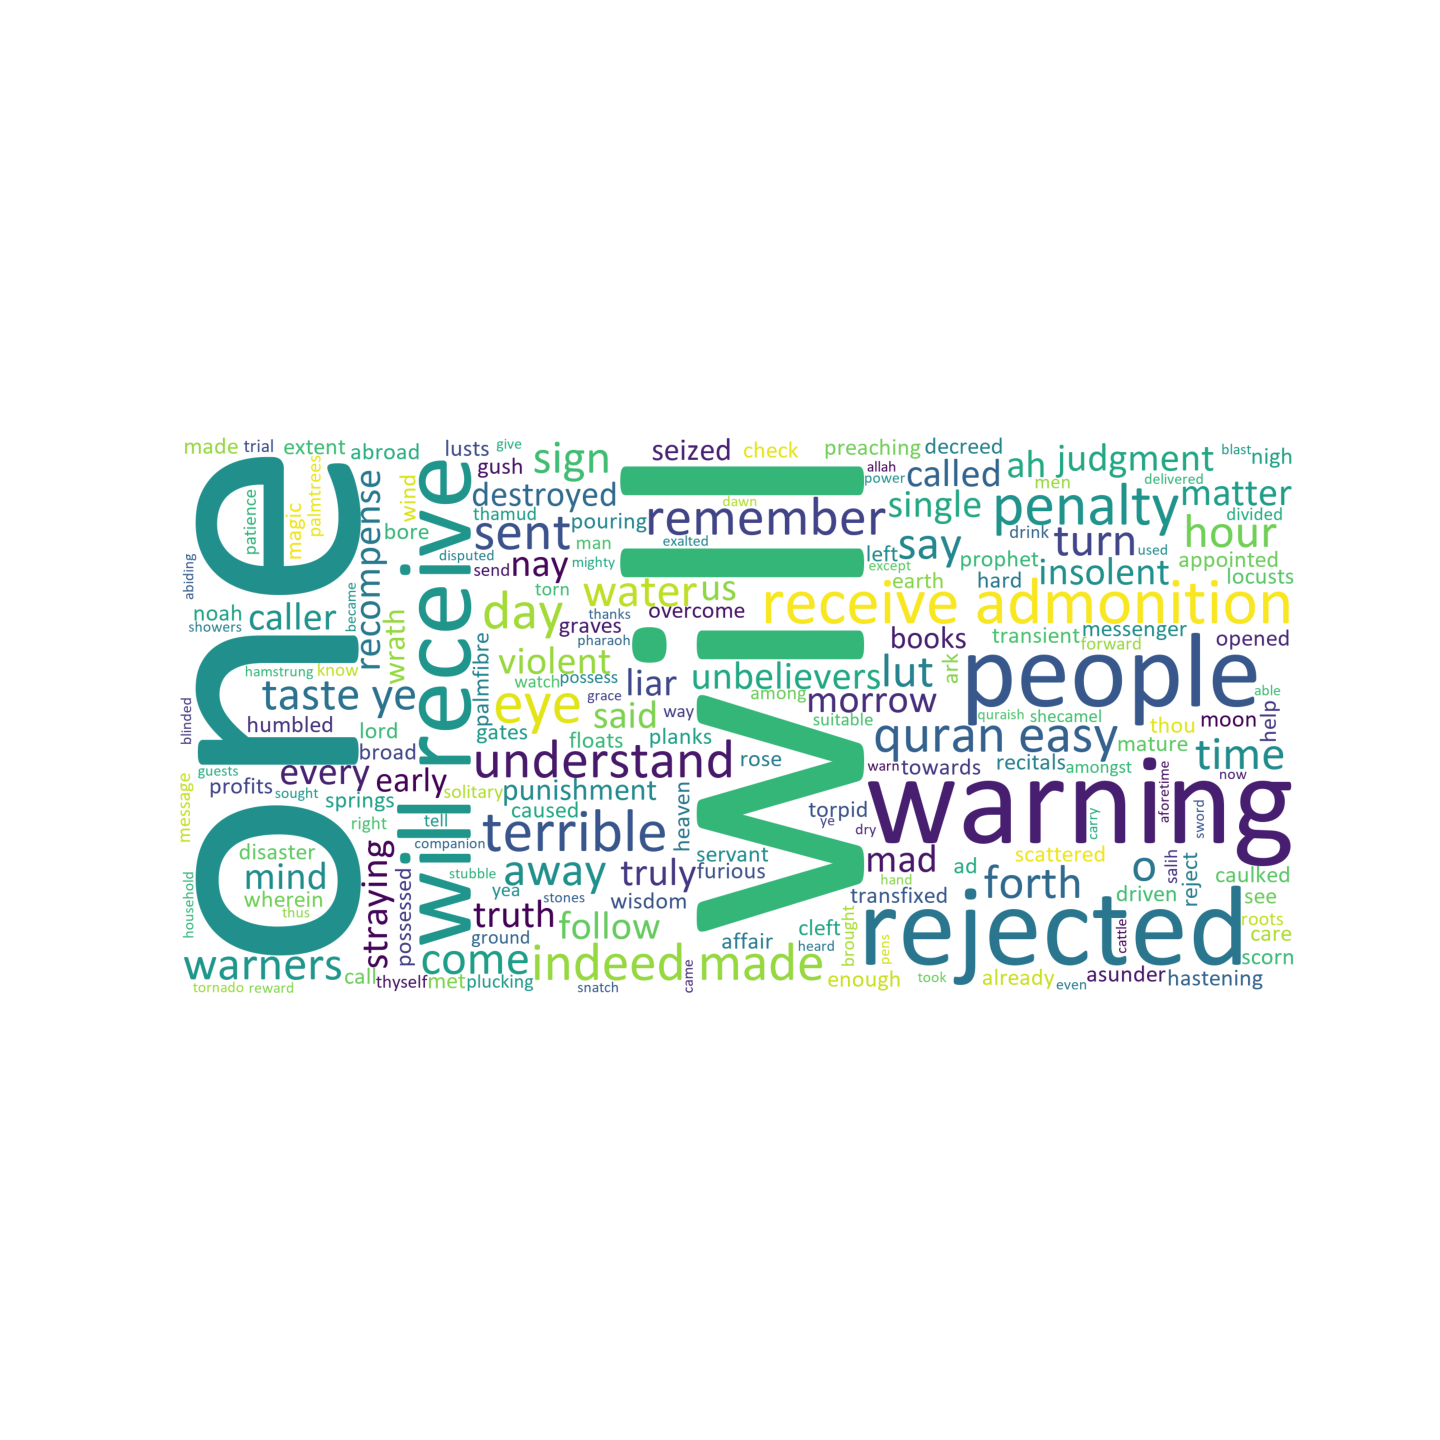 made trial extent abroad lusts give sign seized check preaching decreed blast nigh
gush allah power called ah judgment delivered
one recompense wind destroyed dawn single men penalty matter
patience magic palmtrees bore thamud sent pouring remember drink divided hour
disputed man exalted left say turn used
abiding will receive send nay mighty except prophet appointed
became torn water us earth hard insolent locusts
noah caller day thanks overcome receive admonition
showers wrath graves pharaoh books transient messenger opened
palmfibre violent forward
hamstrung know watch possess liar will unbelievers lut ark people
taste ye eye grace among morrow able
blinded humbled lord said way suitable quraish shecamel thou moon help
gates floats planks quran easy mature time
guests broad understand rose warn towards recitals amongst now
profits every early
message sought springs solitary punishment heaven torpid warning aforetime
right tell caused ye dry carry sword
disaster companion terrible servant mad scattered
mind straying stubble away truly furious hand ad o salih reject caulked
household wherein yea stones wisdom transfixed forth driven see
thus possessed truth follow cleft brought rejected roots
ground affair heard pens cattle care
warners call come indeed made scorn
thyself met plucking came enough took already even asunder hastening
tornado reward snatch